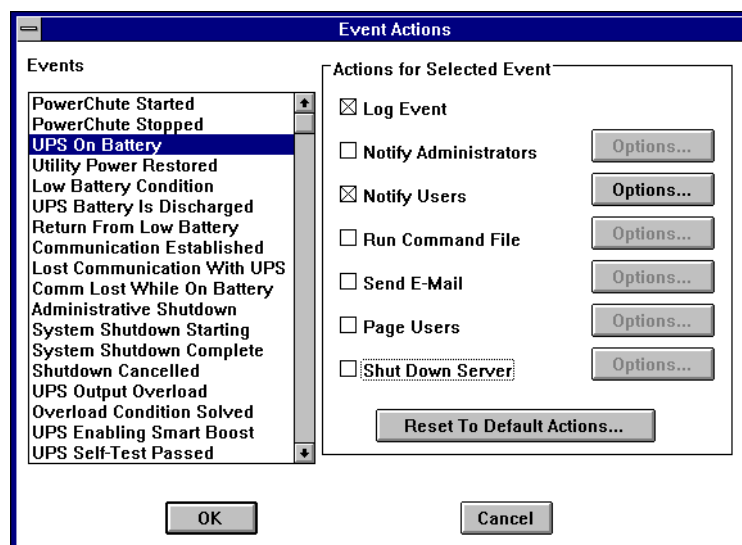 Event Actions
Events
PowerChute Started
PowerChute Stopped
UPS On Battery
Utility Power Restored
Low Battery Condition
UPS Battery Is Discharged
Return From Low Battery
Communication Established
Lost Communication With UPS
Comm Lost While On Battery
Administrative Shutdown
System Shutdown Starting
System Shutdown Complete
Shutdown Cancelled
UPS Output Overload
Overload Condition Solved
UPS Enabling Smart Boost
UPS Self-Test Passed
Actions for Selected Event
Log Event
Notify Administrators Options...
Notify Users Options...
Run Command File Options...
Send E-Mail Options...
Page Users Options...
Shut Down Server Options...
Reset To Default Actions...
OK Cancel